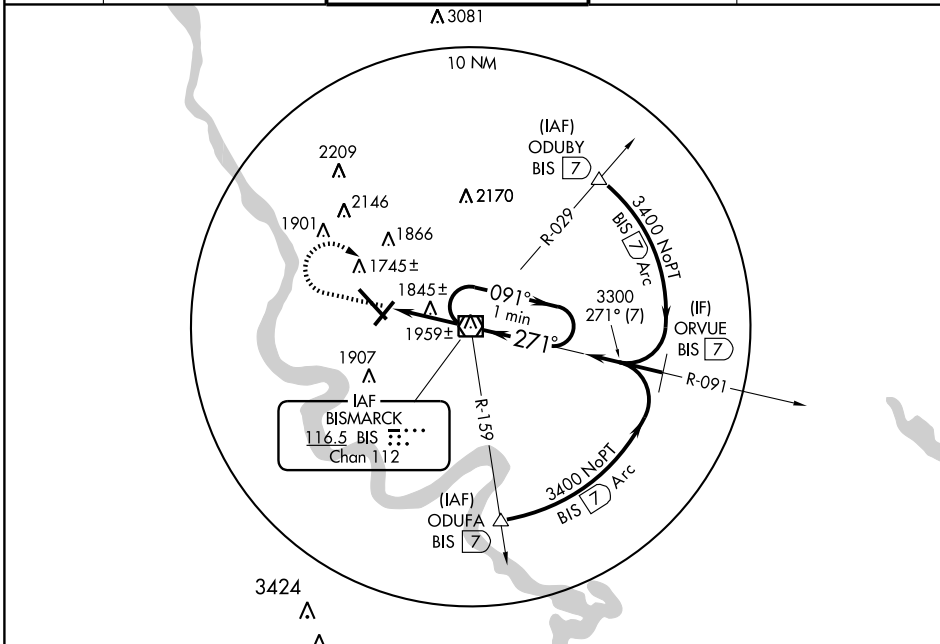 3081
10 NM
(IAF)
ODUBY
BIS 7
2209
2146
2170
1901
1866
R-029
3400 NoPT
BIS 7 Arc
1745±
1845±
091°
1 min
3300
271° (7)
(IF)
ORVUE
BIS 7
1959±
271°
R-091
1907
IAF
BISMARCK
116.5 BIS
Chan 112
R-159
3400 NoPT
BIS 7 Arc
(IAF)
ODUFA
BIS 7
3424